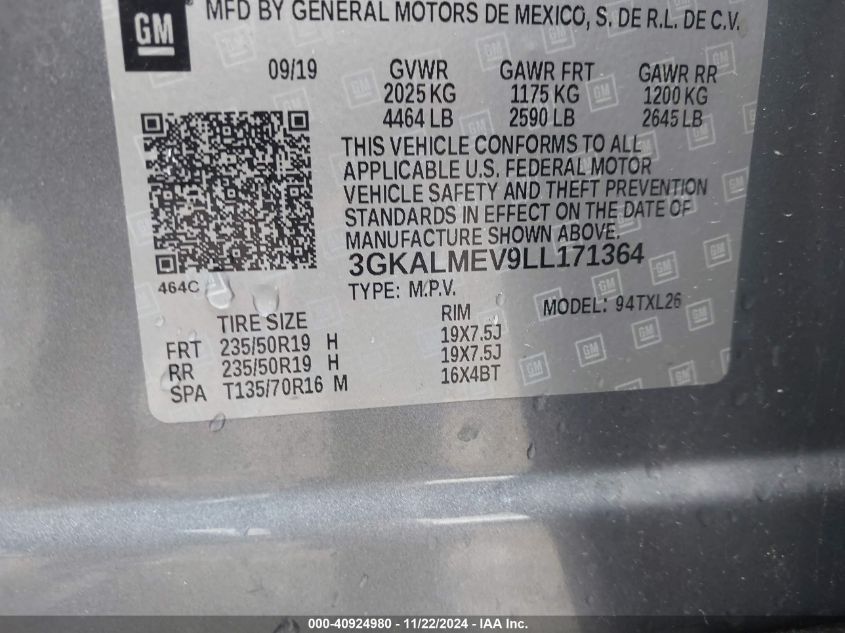 GM
MFD BY GENERAL MOTORS DE MEXICO, S. DE R.L. DE C.V.
09/19 GVWR GAWR FRT GAWR RR
2025 KG 1175 KG 1200 KG
4464 LB 2590 LB 2645 LB
THIS VEHICLE CONFORMS TO ALL
APPLICABLE U.S. FEDERAL MOTOR
VEHICLE SAFETY AND THEFT PREVENTION
STANDARDS IN EFFECT ON THE DATE OF
MANUFACTURE SHOWN ABOVE.
3GKALMEV9LL171364
464C
TYPE: M.P.V. MODEL: 94TXL26
TIRE SIZE RIM
FRT 235/50R19 H 19X7.5J
RR 235/50R19 H 19X7.5J
SPA T135/70R16 M 16X4BT
000-40924980 - 11/22/2024 - IAA Inc.